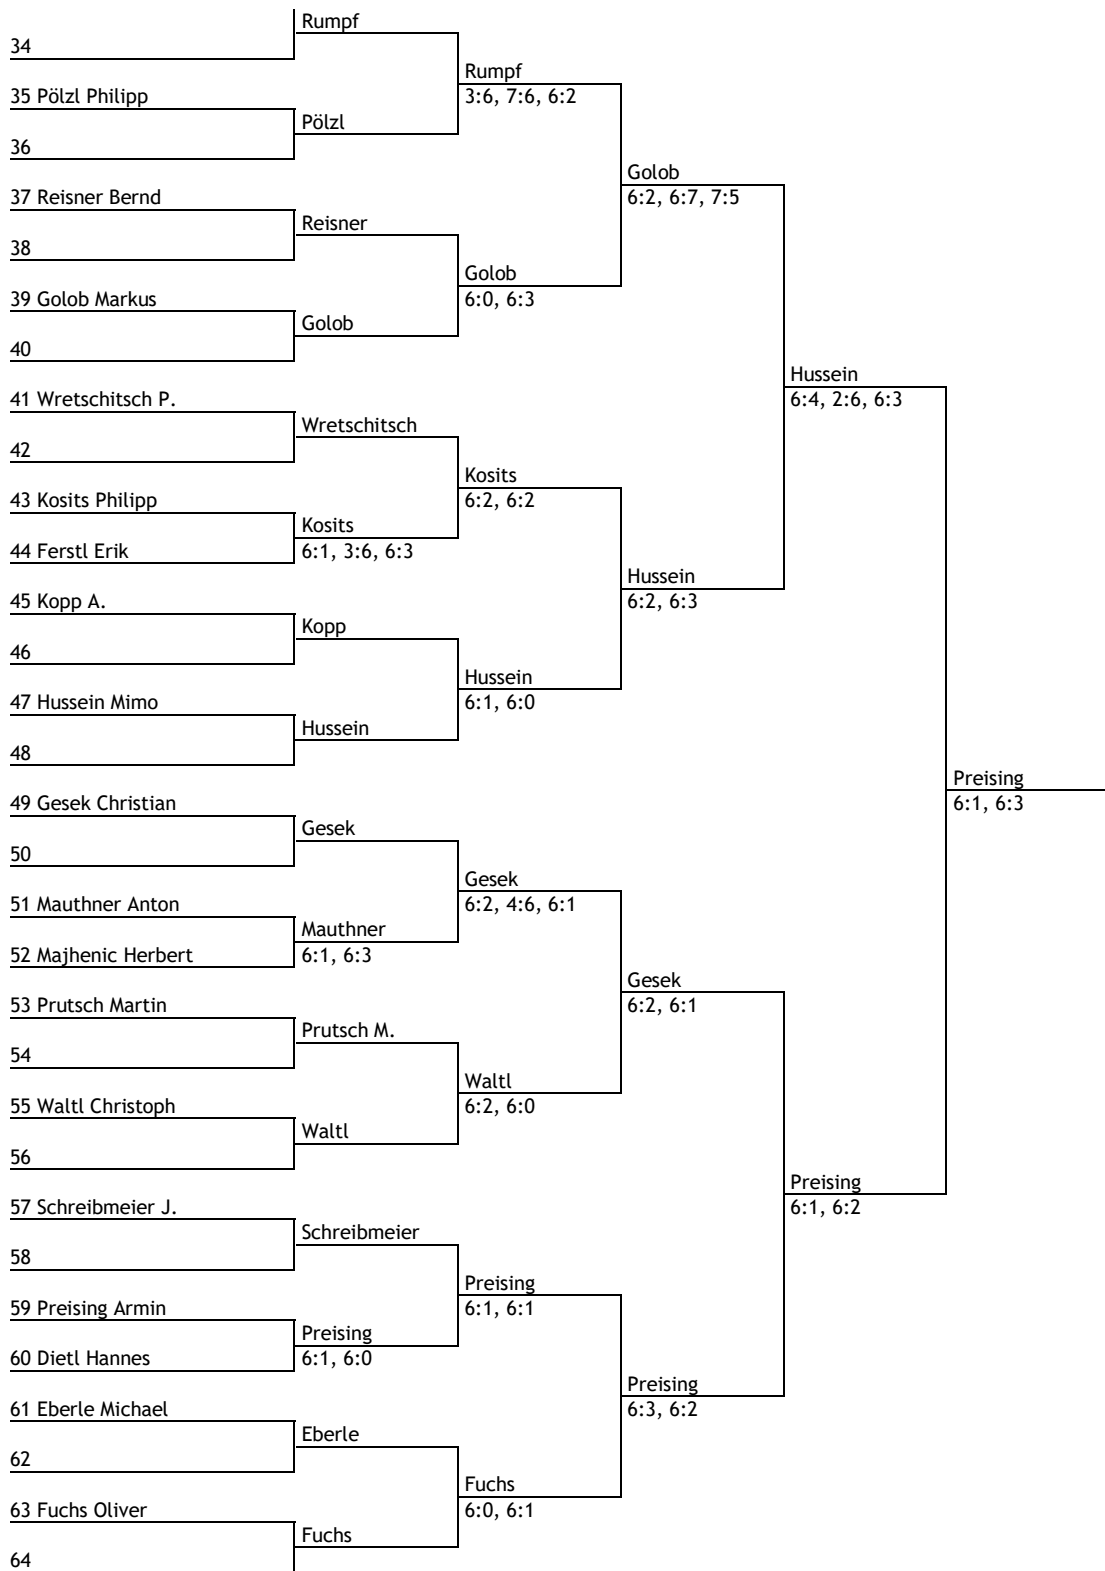 Rumpf
34
Rumpf
3:6, 7:6, 6:2
35 Pölzl Philipp
Pölzl
36
Golob
6:2, 6:7, 7:5
37 Reisner Bernd
Reisner
38
Golob
6:0, 6:3
39 Golob Markus
Golob
40
Hussein
6:4, 2:6, 6:3
41 Wretschitsch P.
Wretschitsch
42
Kosits
6:2, 6:2
43 Kosits Philipp
Kosits
6:1, 3:6, 6:3
44 Ferstl Erik
Hussein
6:2, 6:3
45 Kopp A.
Kopp
46
Hussein
6:1, 6:0
47 Hussein Mimo
Hussein
48
Preising
6:1, 6:3
49 Gesek Christian
Gesek
50
Gesek
6:2, 4:6, 6:1
51 Mauthner Anton
Mauthner
6:1, 6:3
52 Majhenic Herbert
Gesek
6:2, 6:1
53 Prutsch Martin
Prutsch M.
54
Waltl
6:2, 6:0
55 Waltl Christoph
Waltl
56
Preising
6:1, 6:2
57 Schreibmeier J.
Schreibmeier
58
Preising
6:1, 6:1
59 Preising Armin
Preising
6:1, 6:0
60 Dietl Hannes
Preising
6:3, 6:2
61 Eberle Michael
Eberle
62
Fuchs
6:0, 6:1
63 Fuchs Oliver
Fuchs
64